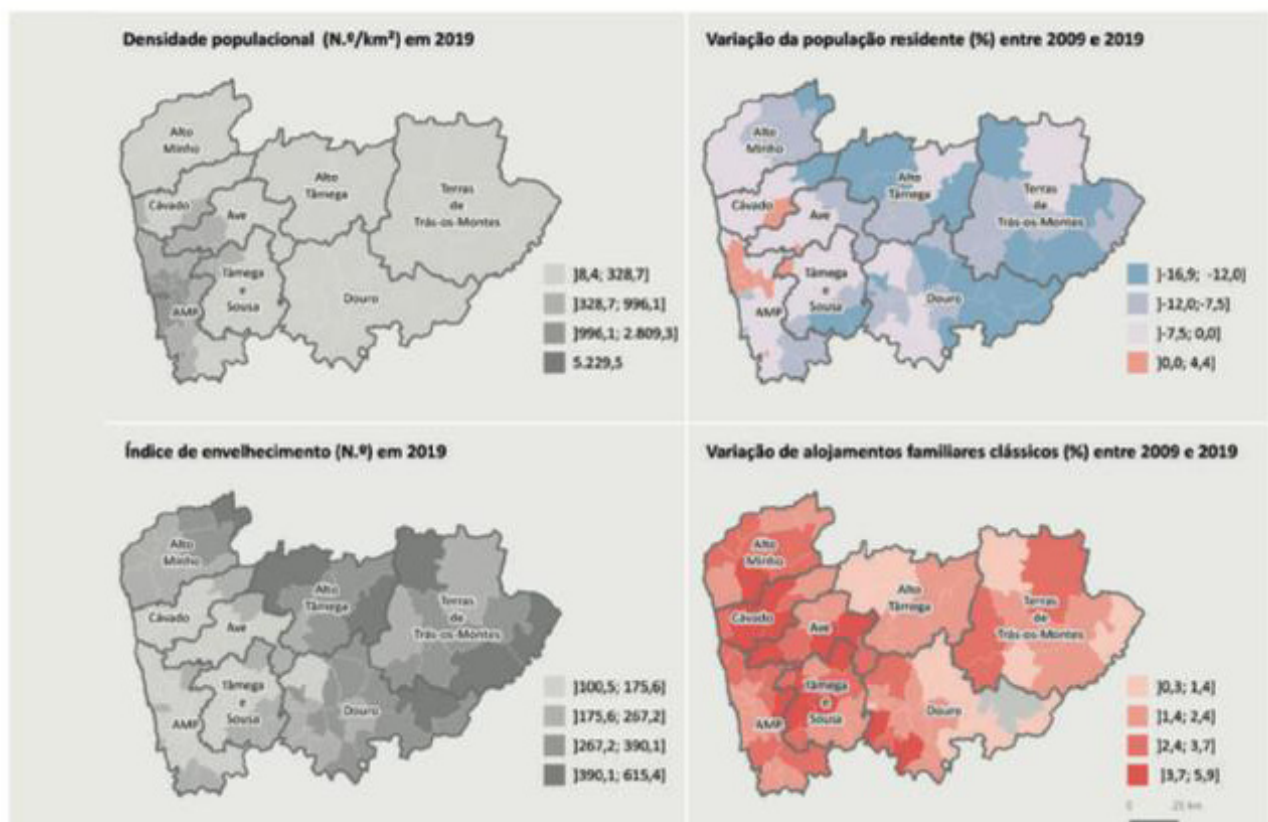 Densidade populacional (N.º/km²) em 2019
Alto
Minho
Cávado
Ave
Alto
Tâmega
Terras
de
Trás-os-Montes
Tâmega
e
Sousa
AMP
Douro
]8,4; 328,7]
]328,7; 996,1]
]996,1; 2.809,3]
5.229,5
Variação da população residente (%) entre 2009 e 2019
Alto
Minho
Cávado
Ave
Alto
Tâmega
Terras
de
Trás-os-Montes
Tâmega
e
Sousa
AMP
Douro
]-16,9; -12,0]
]-12,0;-7,5]
]-7,5; 0,0]
]0,0; 4,4]
Índice de envelhecimento (N.º) em 2019
Alto
Minho
Cávado
Ave
Alto
Tâmega
Terras
de
Trás-os-Montes
Tâmega
e
Sousa
AMP
Douro
]100,5; 175,6]
]175,6; 267,2]
]267,2; 390,1]
]390,1; 615,4]
Variação de alojamentos familiares clássicos (%) entre 2009 e 2019
Alto
Minho
Cávado
Ave
Alto
Tâmega
Terras
de
Trás-os-Montes
Tâmega
e
Sousa
AMP
Douro
]0,3; 1,4]
]1,4; 2,4]
]2,4; 3,7]
]3,7; 5,9]
0 25 km